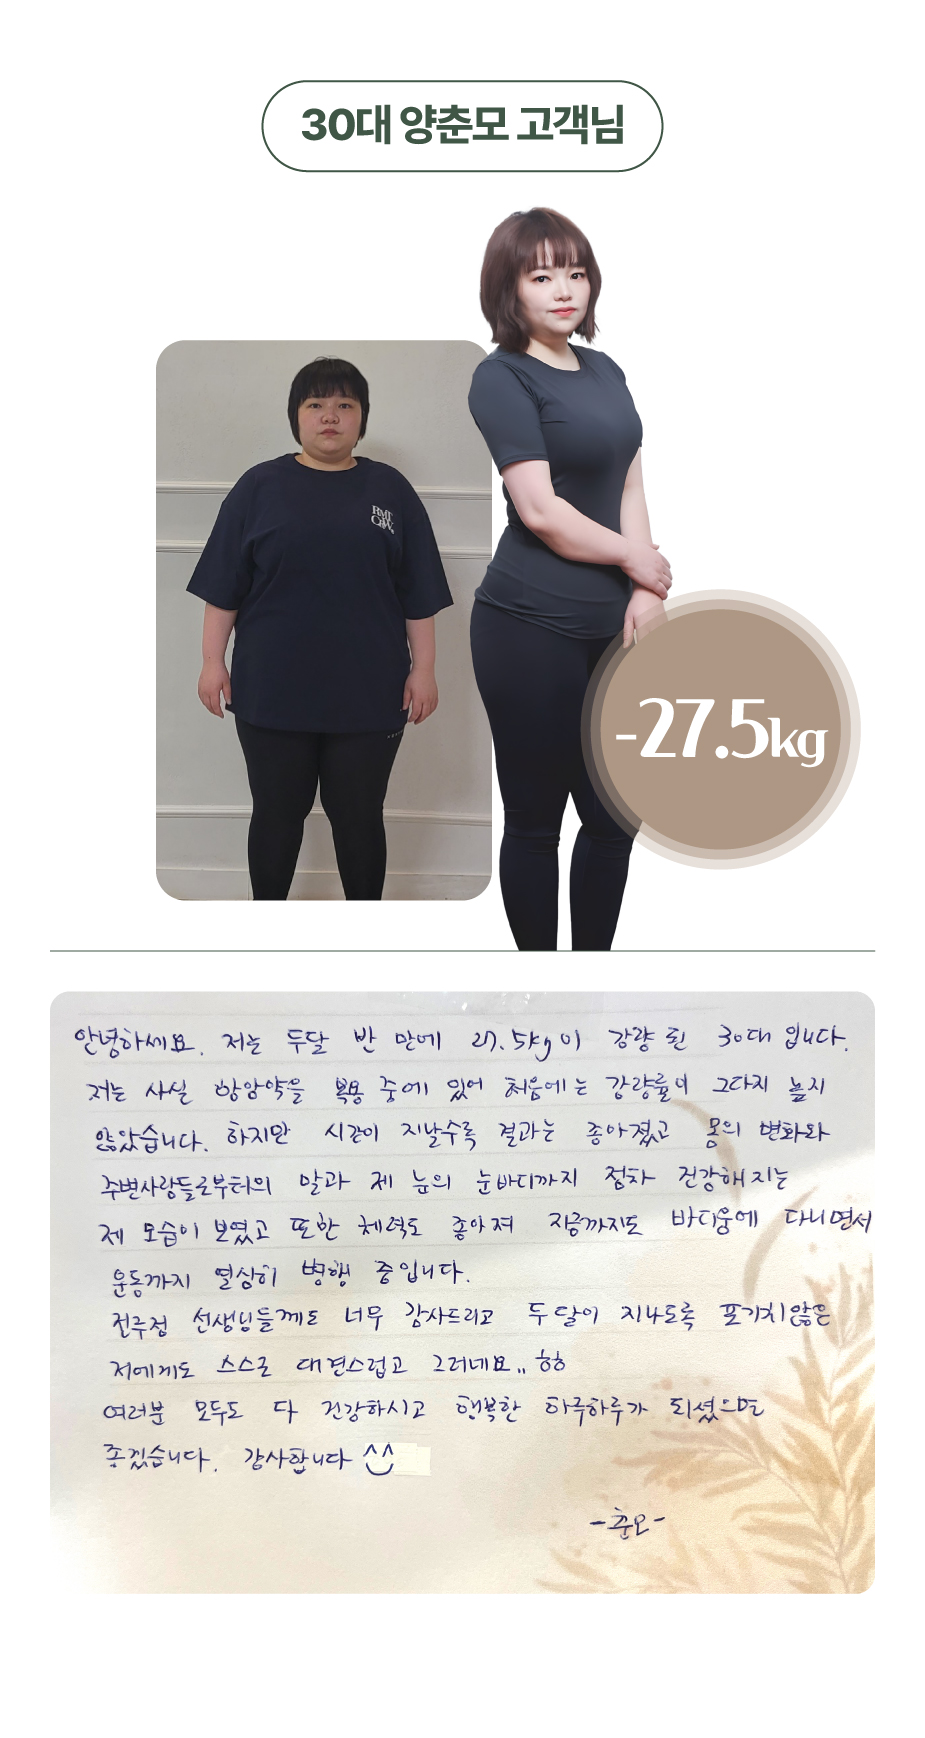 30대 양춘모 고객님
RMT
CREW.
-27.5kg
안녕하세요. 저는 두달 반 만에 27.5kg이 감량 된 30대 입니다.
저는 사실 항암약을 복용 중에 있어 처음에는 감량률이 그다지 높지
않았습니다. 하지만 시간이 지날수록 결과는 좋아졌고 몸의 변화와
주변사람들로부터의 말과 제 눈의 눈바디까지 점차 건강해지는
제 모습이 보였고 또한 체력도 좋아져 지금까지도 바디움에 다니면서
운동까지 열심히 병행 중입니다.
전주점 선생님들께도 너무 감사드리고 두달이 지나도록 포기치않은
저에게도 스스로 대견스럽고 그러네요,, ㅎㅎ
여러분 모두도 다 건강하시고 행복한 하루하루가 되셨으면
좋겠습니다. 감사합니다 ^^
-춘모-